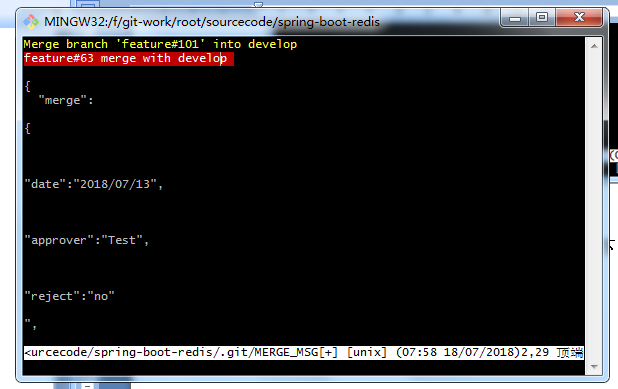 MINGW32:/f/git-work/root/sourcecode/spring-boot-redis
Merge branch 'feature#101' into develop
feature#63 merge with develop
{
"merge":
{
"date":"2018/07/13",
"approver":"Test",
"reject":"no"
",
<urcecode/spring-boot-redis/.git/MERGE_MSG[+] [unix] (07:58 18/07/2018)2,29 顶端